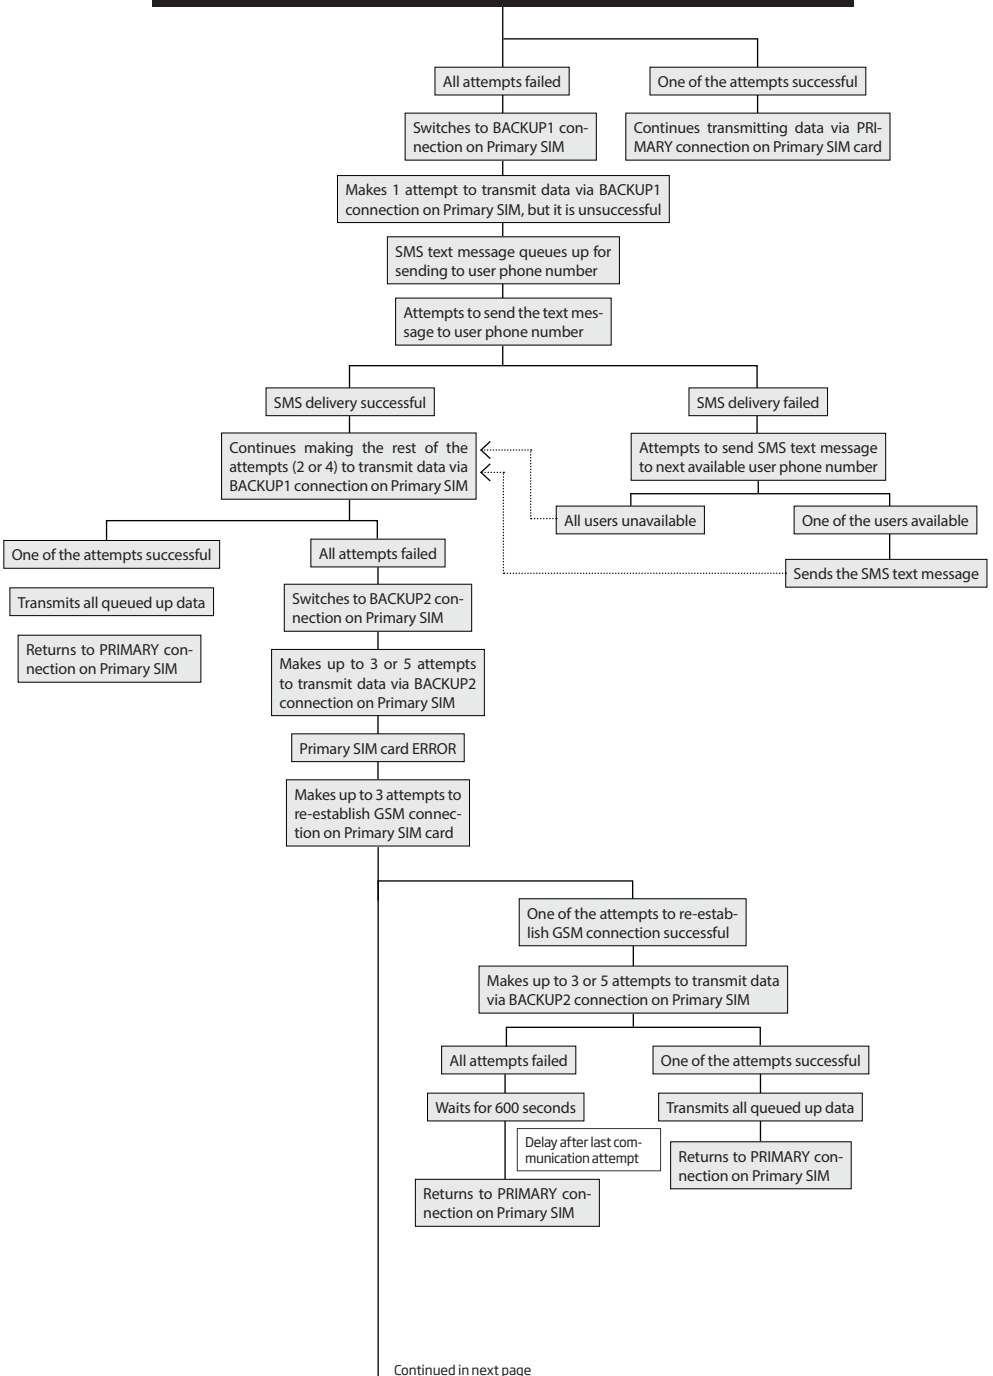 All attempts failed
One of the attempts successful
Switches to BACKUP1 con-
nection on Primary SIM
Continues transmitting data via PRI-
MARY connection on Primary SIM card
Makes 1 attempt to transmit data via BACKUP1
connection on Primary SIM, but it is unsuccessful
SMS text message queues up for
sending to user phone number
Attempts to send the text mes-
sage to user phone number
SMS delivery successful
SMS delivery failed
Continues making the rest of the
attempts (2 or 4) to transmit data via
BACKUP1 connection on Primary SIM
Attempts to send SMS text message
to next available user phone number
All users unavailable
One of the users available
Sends the SMS text message
One of the attempts successful
All attempts failed
Transmits all queued up data
Switches to BACKUP2 con-
nection on Primary SIM
Returns to PRIMARY con-
nection on Primary SIM
Makes up to 3 or 5 attempts
to transmit data via BACKUP2
connection on Primary SIM
Primary SIM card ERROR
Makes up to 3 attempts to
re-establish GSM connec-
tion on Primary SIM card
One of the attempts to re-estab-
lish GSM connection successful
Makes up to 3 or 5 attempts to transmit data
via BACKUP2 connection on Primary SIM
All attempts failed
One of the attempts successful
Waits for 600 seconds
Transmits all queued up data
Delay after last com-
munication attempt
Returns to PRIMARY con-
nection on Primary SIM
Returns to PRIMARY con-
nection on Primary SIM
Continued in next page